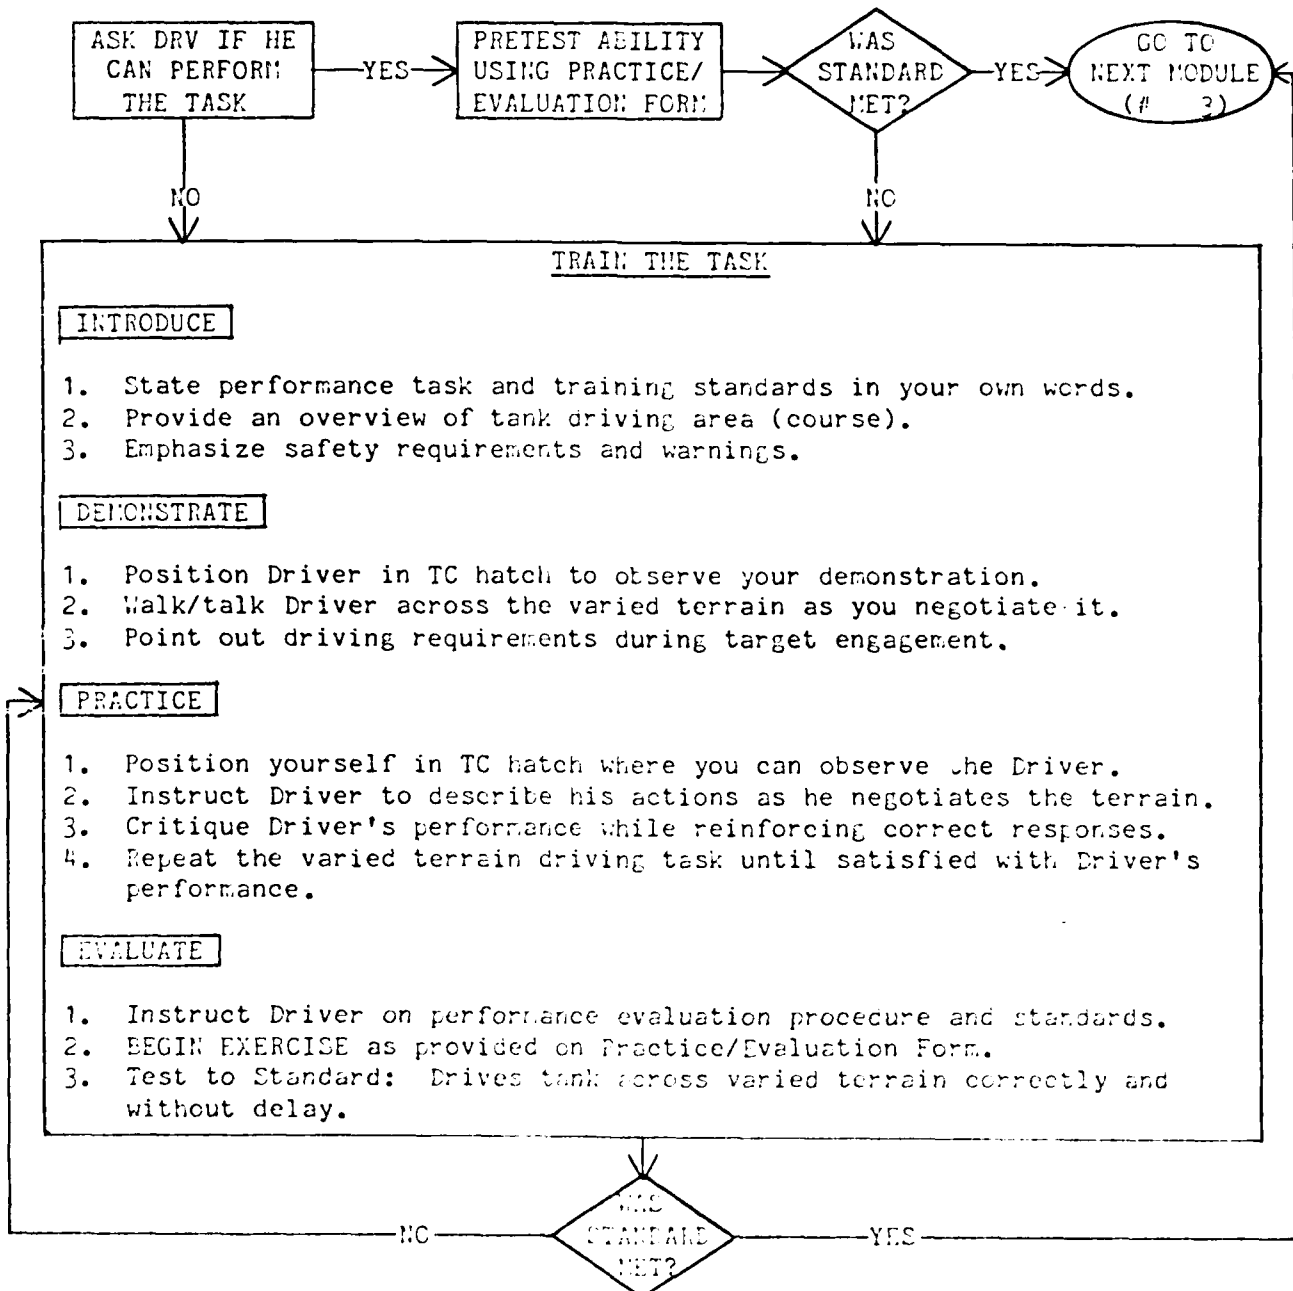 ASK DRV IF HE
CAN PERFORM
THE TASK
YES
PRETEST ABILITY
USING PRACTICE/
EVALUATION FORM
WAS
STANDARD
MET?
YES
GO TO
NEXT MODULE
(# 3)
NO
NO
TRAIN THE TASK
INTRODUCE
1. State performance task and training standards in your own words.
2. Provide an overview of tank driving area (course).
3. Emphasize safety requirements and warnings.
DEMONSTRATE
1. Position Driver in TC hatch to observe your demonstration.
2. Walk/talk Driver across the varied terrain as you negotiate it.
3. Point out driving requirements during target engagement.
PRACTICE
1. Position yourself in TC hatch where you can observe the Driver.
2. Instruct Driver to describe his actions as he negotiates the terrain.
3. Critique Driver's performance while reinforcing correct responses.
4. Repeat the varied terrain driving task until satisfied with Driver's
performance.
EVALUATE
1. Instruct Driver on performance evaluation procedure and standards.
2. BEGIN EXERCISE as provided on Practice/Evaluation Form.
3. Test to Standard: Drives tank across varied terrain correctly and
without delay.
WAS
STANDARD
MET?
NO
YES